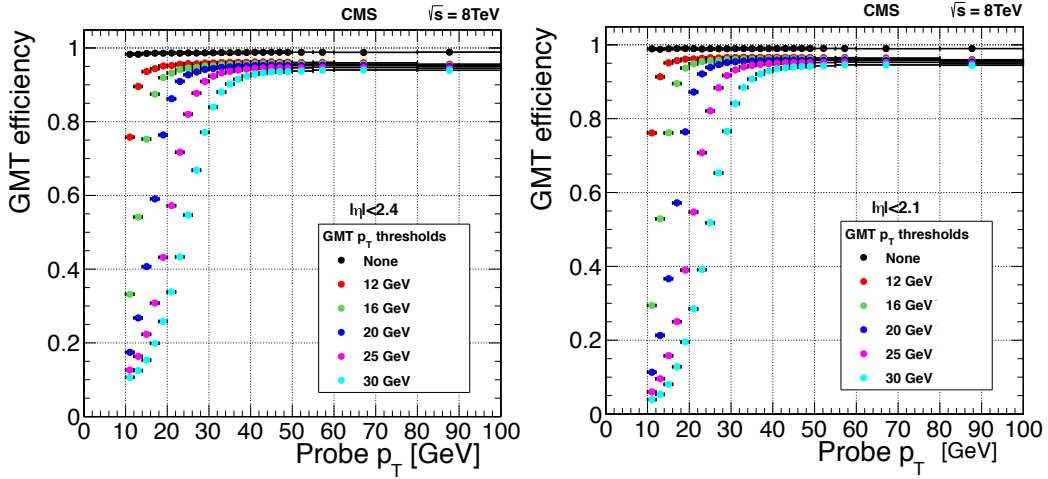 CMS √s = 8TeV
GMT efficiency
1
0.8
0.6
0.4
0.2
0
|η|<2.4
GMT pT thresholds
None
12 GeV
16 GeV
20 GeV
25 GeV
30 GeV
0 10 20 30 40 50 60 70 80 90 100
Probe pT [GeV]
CMS √s = 8TeV
GMT efficiency
1
0.8
0.6
0.4
0.2
0
|η|<2.1
GMT pT thresholds
None
12 GeV
16 GeV
20 GeV
25 GeV
30 GeV
0 10 20 30 40 50 60 70 80 90 100
Probe pT [GeV]